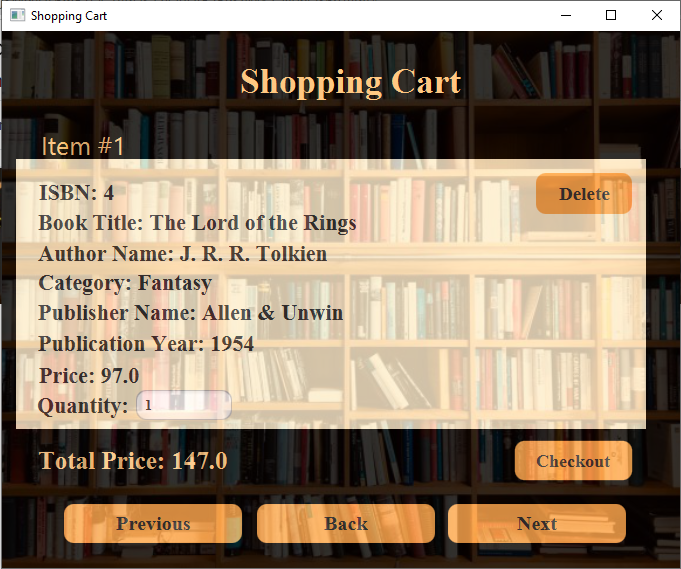 Shopping Cart
Shopping Cart
Item #1
ISBN: 4
Delete
Book Title: The Lord of the Rings
Author Name: J. R. R. Tolkien
Category: Fantasy
Publisher Name: Allen & Unwin
Publication Year: 1954
Price: 97.0
Quantity: 1
Total Price: 147.0
Checkout
Previous
Back
Next